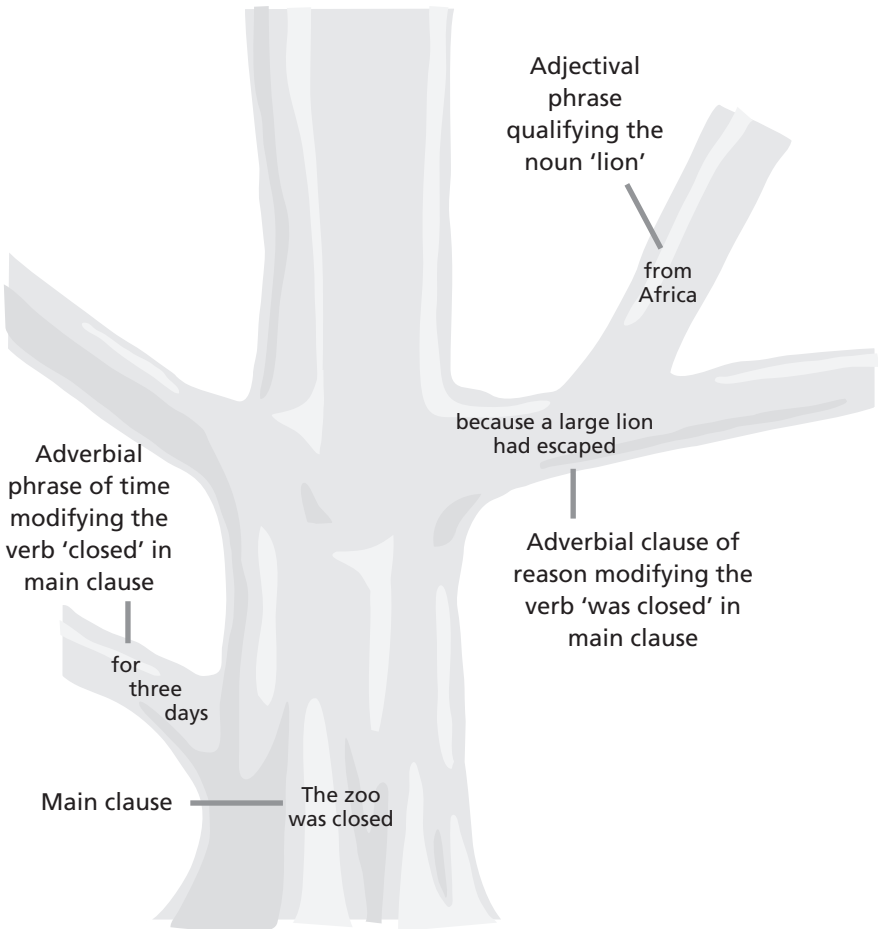 Adjectival
phrase
qualifying the
noun ‘lion’
from
Africa
because a large lion
had escaped
Adverbial
phrase of time
modifying the
verb ‘closed’ in
main clause
Adverbial clause of
reason modifying the
verb ‘was closed’ in
main clause
for
three
days
Main clause
The zoo
was closed